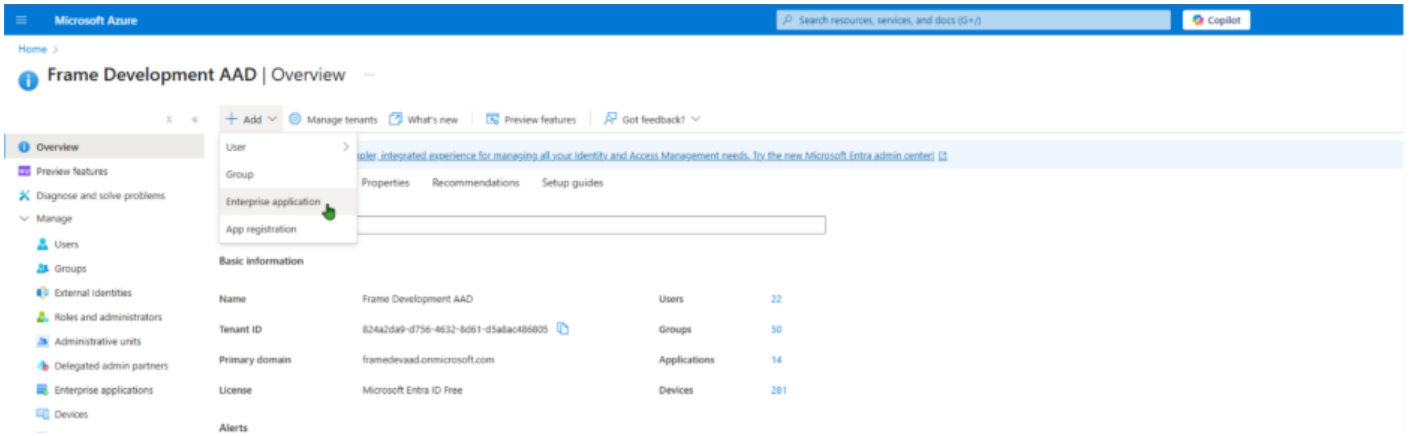 Microsoft Azure
Search resources, services, and docs (G+/)
Copilot
Home >
Frame Development AAD | Overview ...
+ Add
Manage tenants
What's new
Preview features
Got feedback?
Overview
Preview features
Diagnose and solve problems
Manage
Users
Groups
External Identities
Roles and administrators
Administrative units
Delegated admin partners
Enterprise applications
Devices
User >
Group
Enterprise application
App registration
integrated experience for managing all your Identity and Access Management needs. Try the new Microsoft Entra admin center!
Properties Recommendations Setup guides
Basic information
Name Frame Development AAD Users 22
Tenant ID 824a2da9-d756-4632-8d61-d5a8ac486805 Groups 50
Primary domain framedevaad.onmicrosoft.com Applications 14
License Microsoft Entra ID Free Devices 281
Alerts